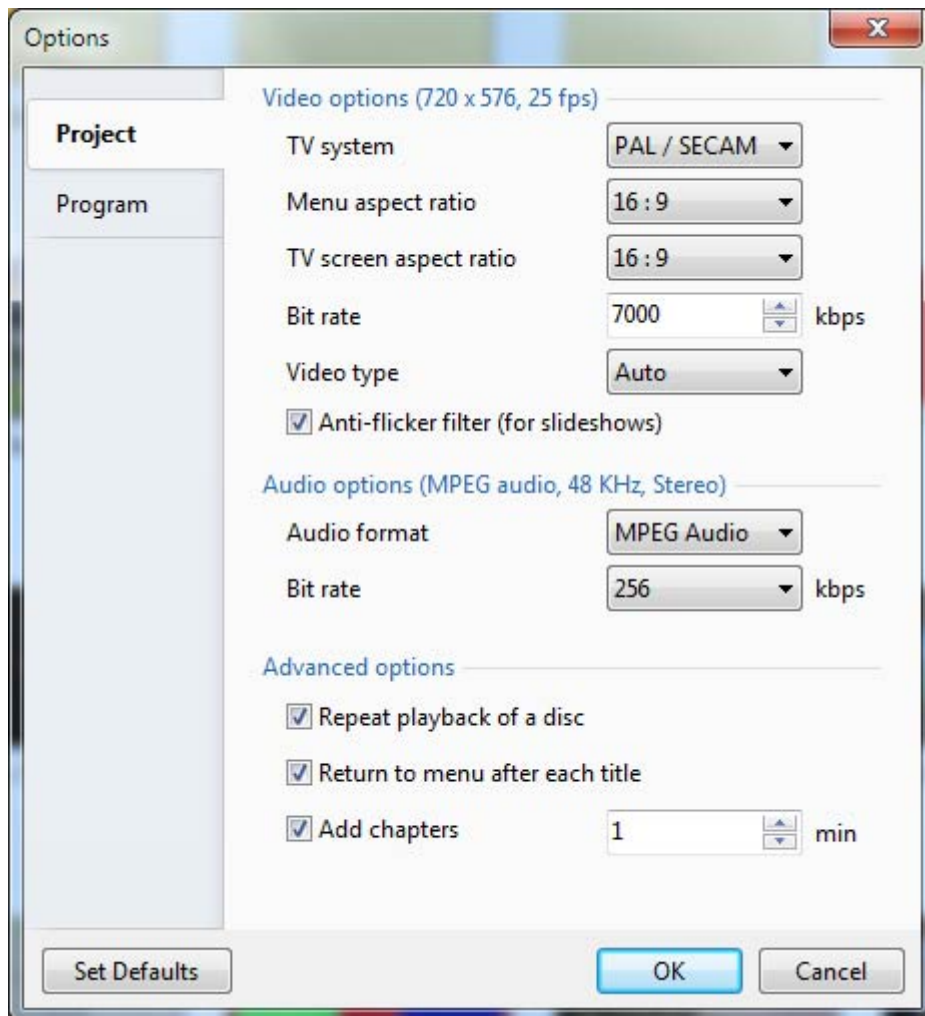 Options
Project
Program
Video options (720 x 576, 25 fps)
TV system PAL / SECAM
Menu aspect ratio 16 : 9
TV screen aspect ratio 16 : 9
Bit rate 7000 kbps
Video type Auto
Anti-flicker filter (for slideshows)
Audio options (MPEG audio, 48 KHz, Stereo)
Audio format MPEG Audio
Bit rate 256 kbps
Advanced options
Repeat playback of a disc
Return to menu after each title
Add chapters 1 min
Set Defaults OK Cancel